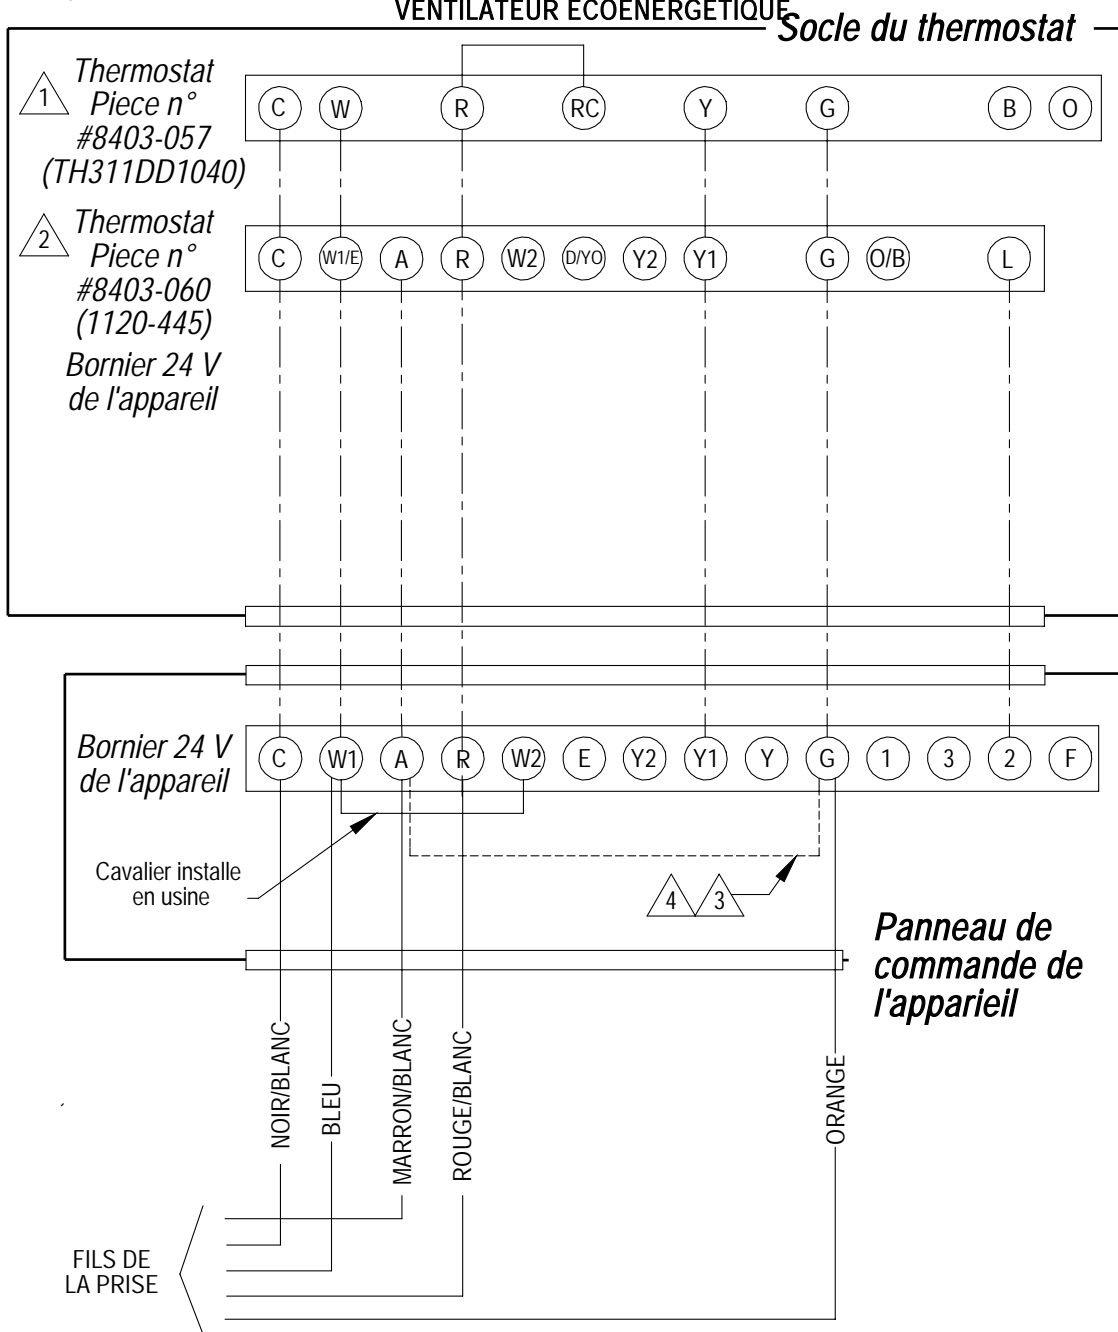 VENTILATEUR ECOENERGETIQUE
Socle du thermostat
1
Thermostat
Piece n°
#8403-057
(TH311DD1040)
C W R RC Y G B O
2
Thermostat
Piece n°
#8403-060
(1120-445)
C W1/E A R W2 D/YO Y2 Y1 G O/B L
Bornier 24 V
de l'appareil
Bornier 24 V
de l'appareil
C W1 A R W2 E Y2 Y1 Y G 1 3 2 F
Cavalier installe
en usine
4 3
Panneau de
commande de
l'apparieil
NOIR/BLANC
BLEU
MARRON/BLANC
ROUGE/BLANC
ORANGE
FILS DE
LA PRISE